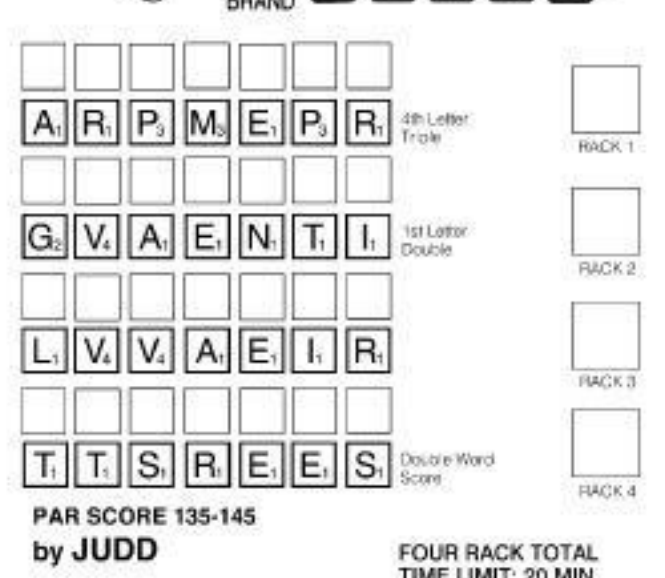 BRAND
A1 R1 P3 M3 E1 P3 R1
4th Letter
Triple
RACK 1
G2 V4 A1 E1 N1 T1 I1
1st Letter
Double
RACK 2
L1 V4 V4 A1 E1 I1 R1
RACK 3
T1 T1 S1 R1 E1 E1 S1
Double Word
Score
RACK 4
PAR SCORE 135-145
by JUDD
FOUR RACK TOTAL
TIME LIMIT: 20 MIN